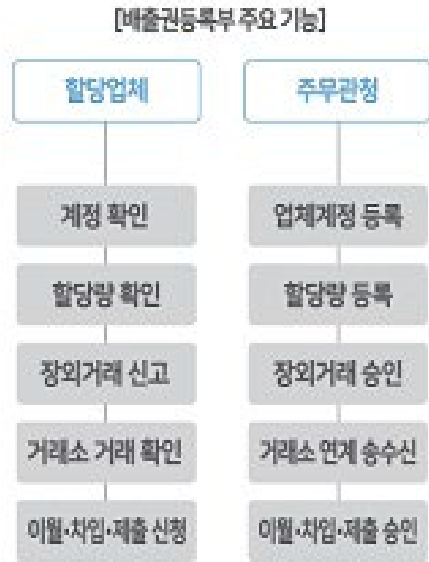 [배출권등록부 주요 기능]
할당업체
주무관청
계정 확인
업체계정 등록
할당량 확인
할당량 등록
장외거래 신고
장외거래 승인
거래소 거래 확인
거래소 연계 송수신
이월·차입·제출 신청
이월·차입·제출 승인